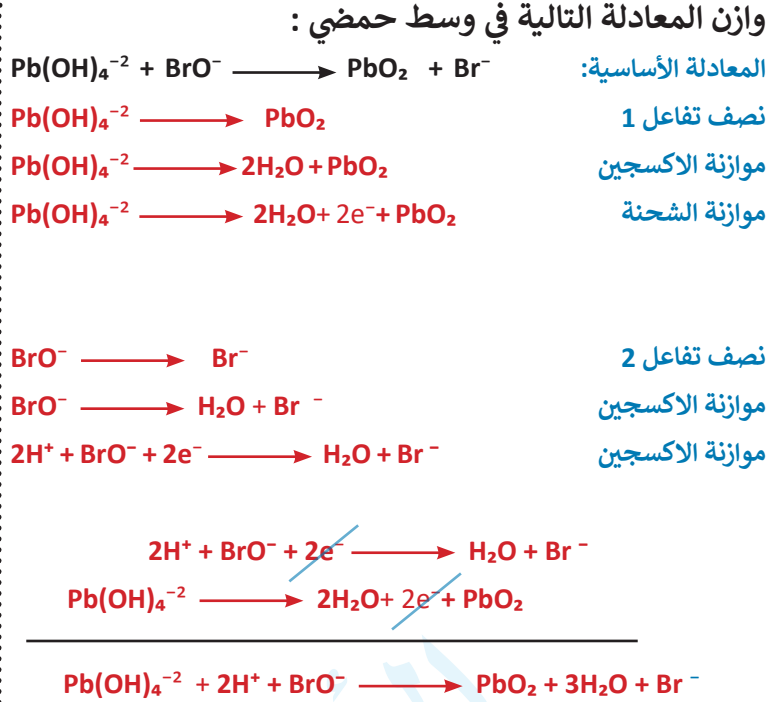 وازن المعادلة التالية في وسط حمضي :
المعادلة الأساسية: Pb(OH)₄⁻² + BrO⁻ ⟶ PbO₂ + Br⁻
نصف تفاعل 1 Pb(OH)₄⁻² ⟶ PbO₂
موازنة الاكسجين Pb(OH)₄⁻² ⟶ 2H₂O + PbO₂
موازنة الشحنة Pb(OH)₄⁻² ⟶ 2H₂O+ 2e⁻+ PbO₂
نصف تفاعل 2 BrO⁻ ⟶ Br⁻
موازنة الاكسجين BrO⁻ ⟶ H₂O + Br ⁻
موازنة الاكسجين 2H⁺ + BrO⁻ + 2e⁻ ⟶ H₂O + Br ⁻
2H⁺ + BrO⁻ + 2e⁻ ⟶ H₂O + Br ⁻
Pb(OH)₄⁻² ⟶ 2H₂O+ 2e⁻+ PbO₂
Pb(OH)₄⁻² + 2H⁺ + BrO⁻ ⟶ PbO₂ + 3H₂O + Br ⁻